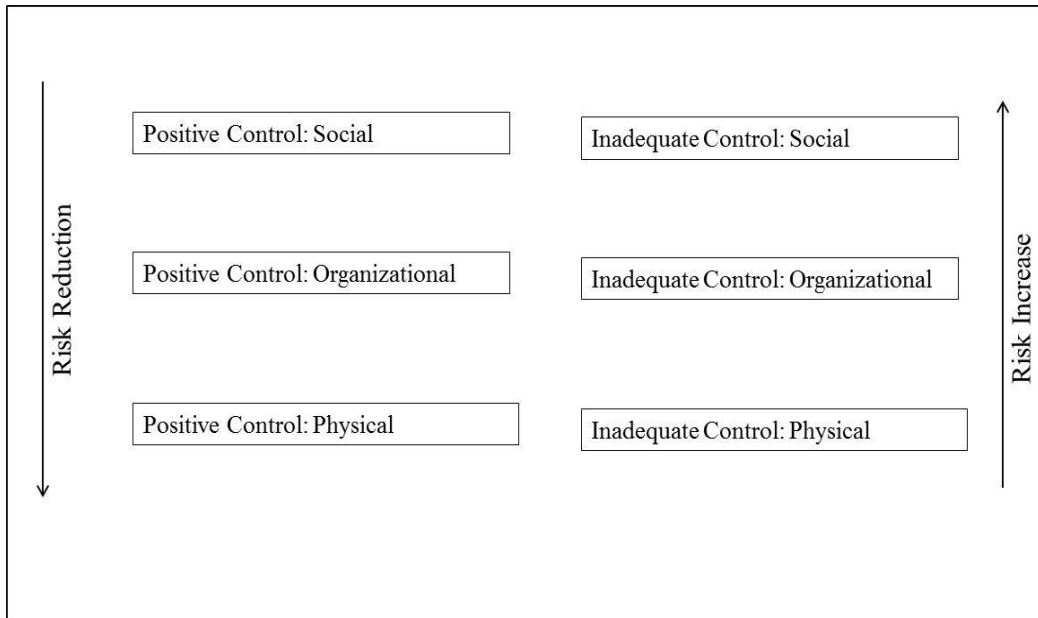 Positive Control: Social
Inadequate Control: Social
Risk Reduction
Positive Control: Organizational
Inadequate Control: Organizational
Risk Increase
Positive Control: Physical
Inadequate Control: Physical